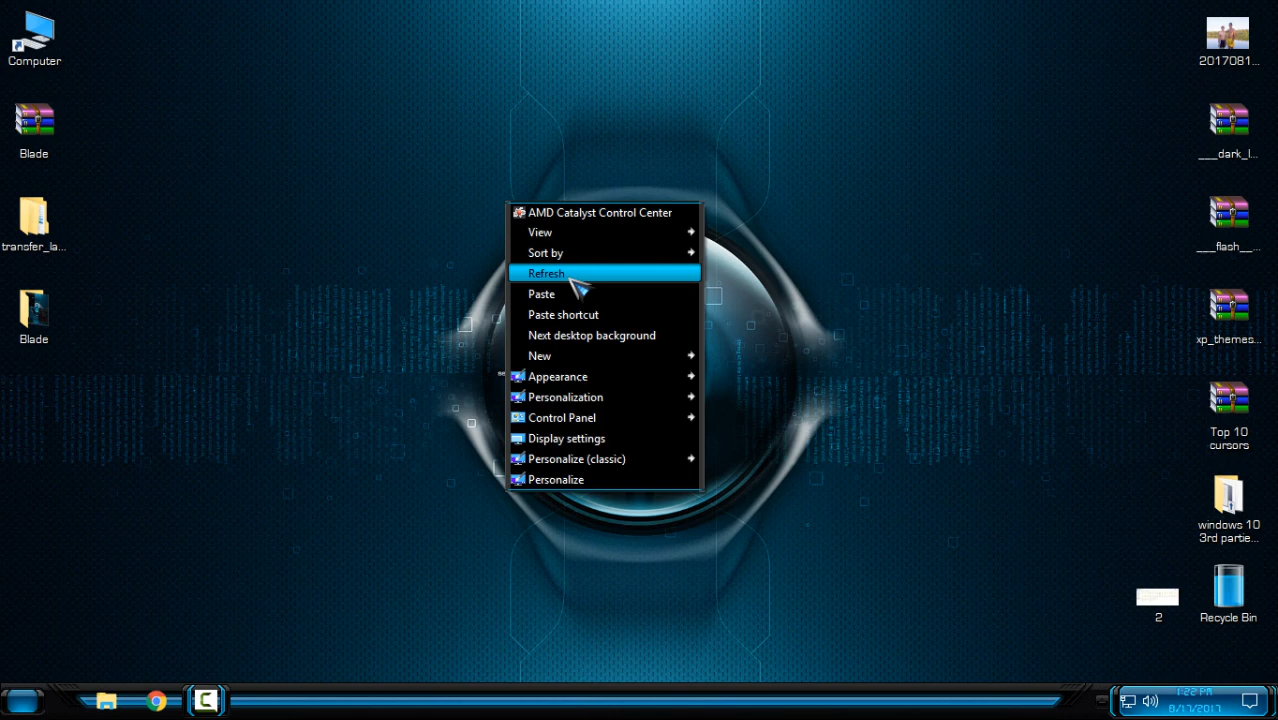 Computer
Blade
transfer_la...
Blade
AMD Catalyst Control Center
View
Sort by
Refresh
Paste
Paste shortcut
Next desktop background
New
Appearance
Personalization
Control Panel
Display settings
Personalize (classic)
Personalize
2017081...
___dark_l...
___flash__...
xp_themes...
Top 10
cursors
windows 10
3rd partie...
2
Recycle Bin
1:22 PM
8/17/2017